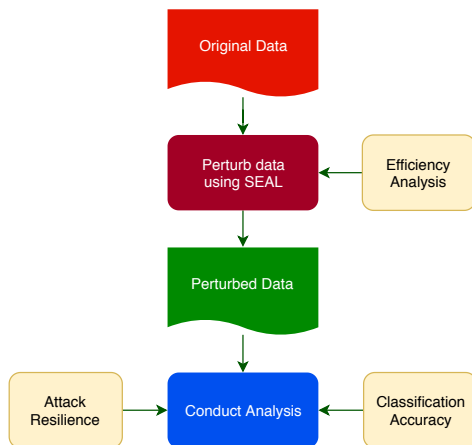 Original Data
Perturb data
using SEAL
Efficiency
Analysis
Perturbed Data
Attack
Resilience
Conduct Analysis
Classification
Accuracy